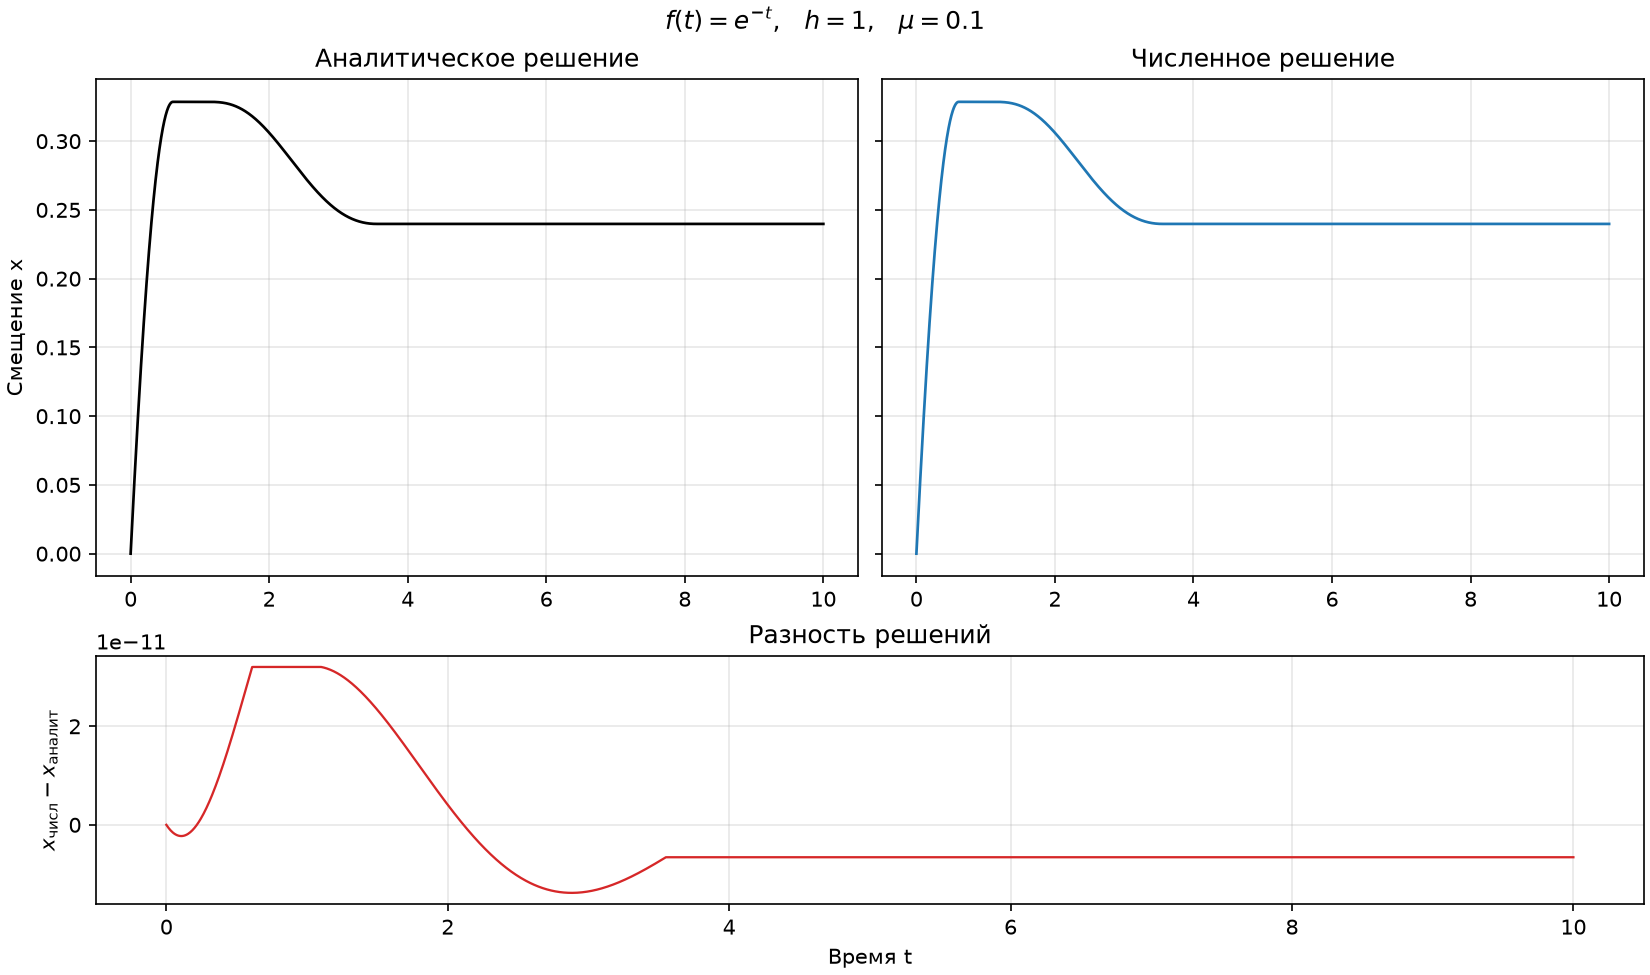 f(t) = e⁻ᵗ, h = 1, μ = 0.1
Аналитическое решение
Численное решение
0.30
0.25
0.20
0.15
0.10
0.05
0.00
Смещение x
0 2 4 6 8 10
0 2 4 6 8 10
Разность решений
1e−11
2
0
xчисл − xаналит
0 2 4 6 8 10
Время t